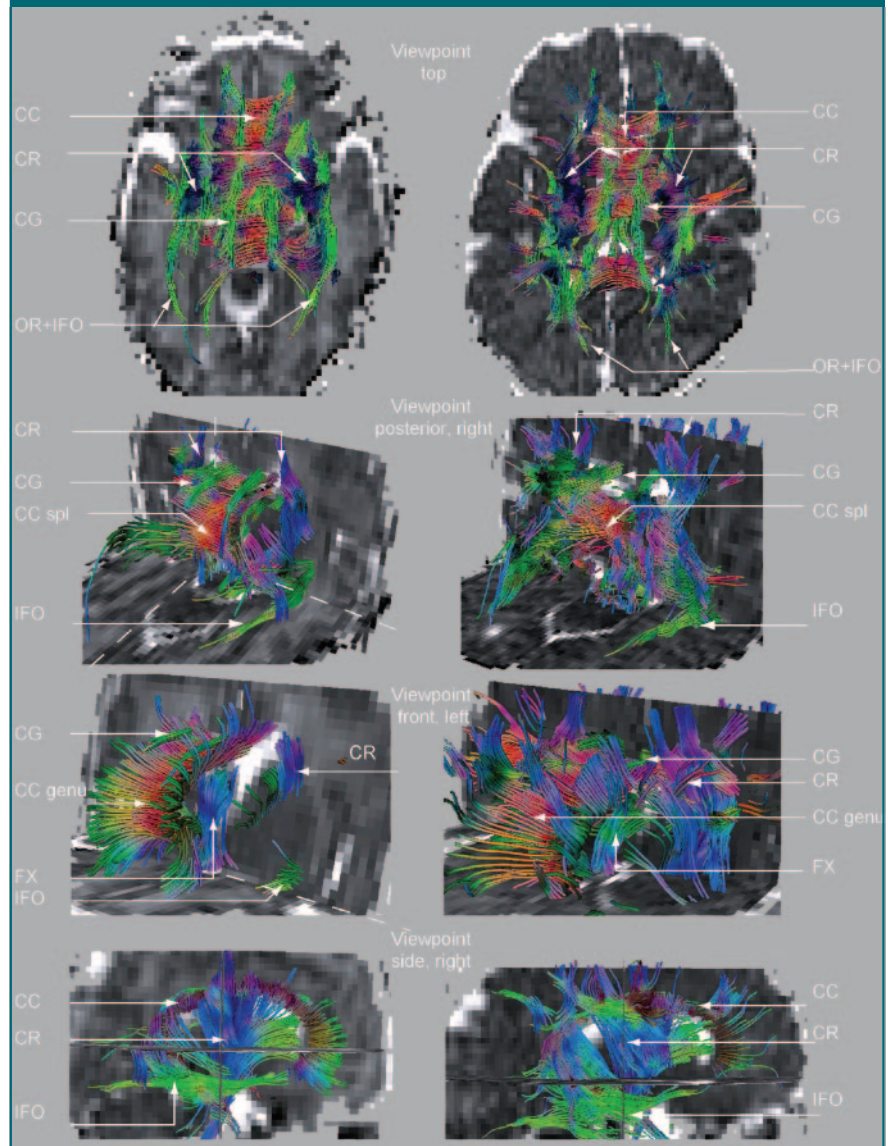 Viewpoint
top
CC
CC
CR
CR
CG
CG
OR+IFO
OR+IFO
Viewpoint
posterior, right
CR
CR
CG
CG
CC spl
CC spl
IFO
IFO
Viewpoint
front, left
CG
CR
CG
CR
CC genu
CC genu
FX
FX
IFO
Viewpoint
side, right
CC
CC
CR
CR
IFO
IFO